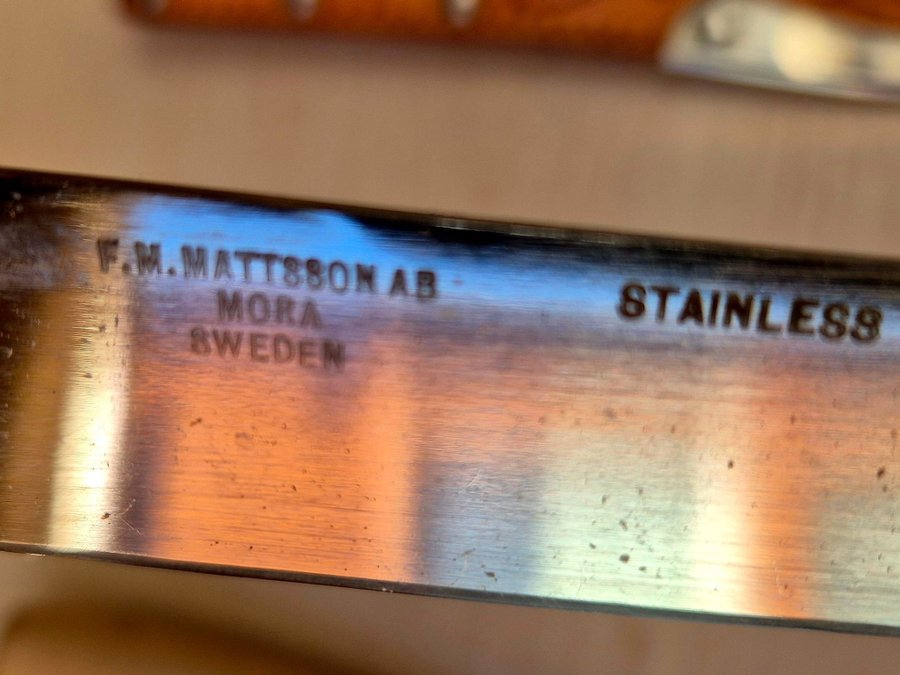 F.M.MATTSSON AB
MORA
SWEDEN
STAINLESS